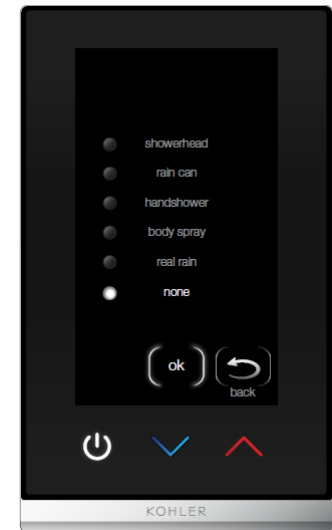 showerhead
rain can
handshower
body spray
real rain
none
ok
back
KOHLER